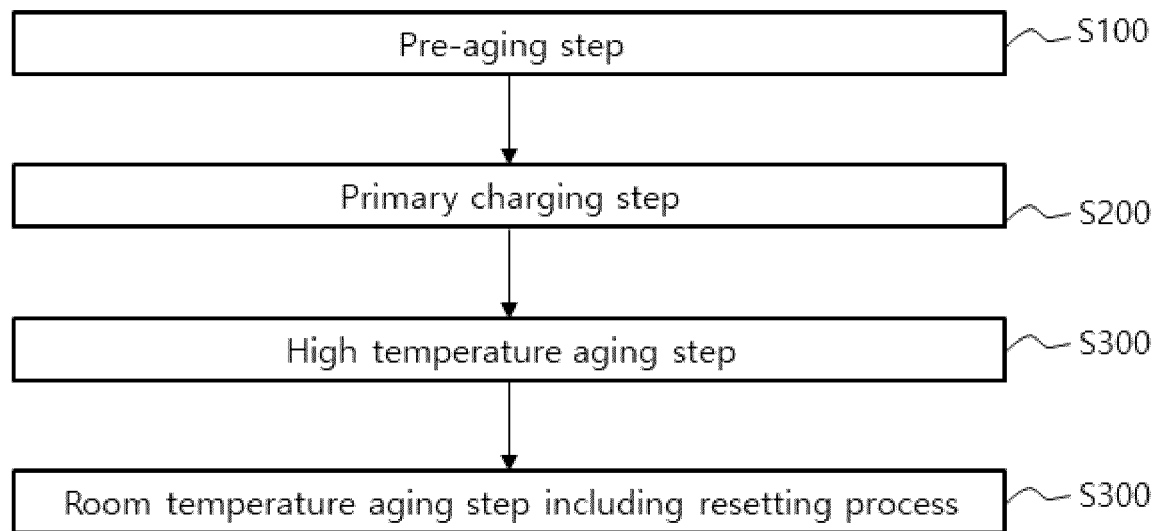 Pre-aging step
S100
Primary charging step
S200
High temperature aging step
S300
Room temperature aging step including resetting process
S300